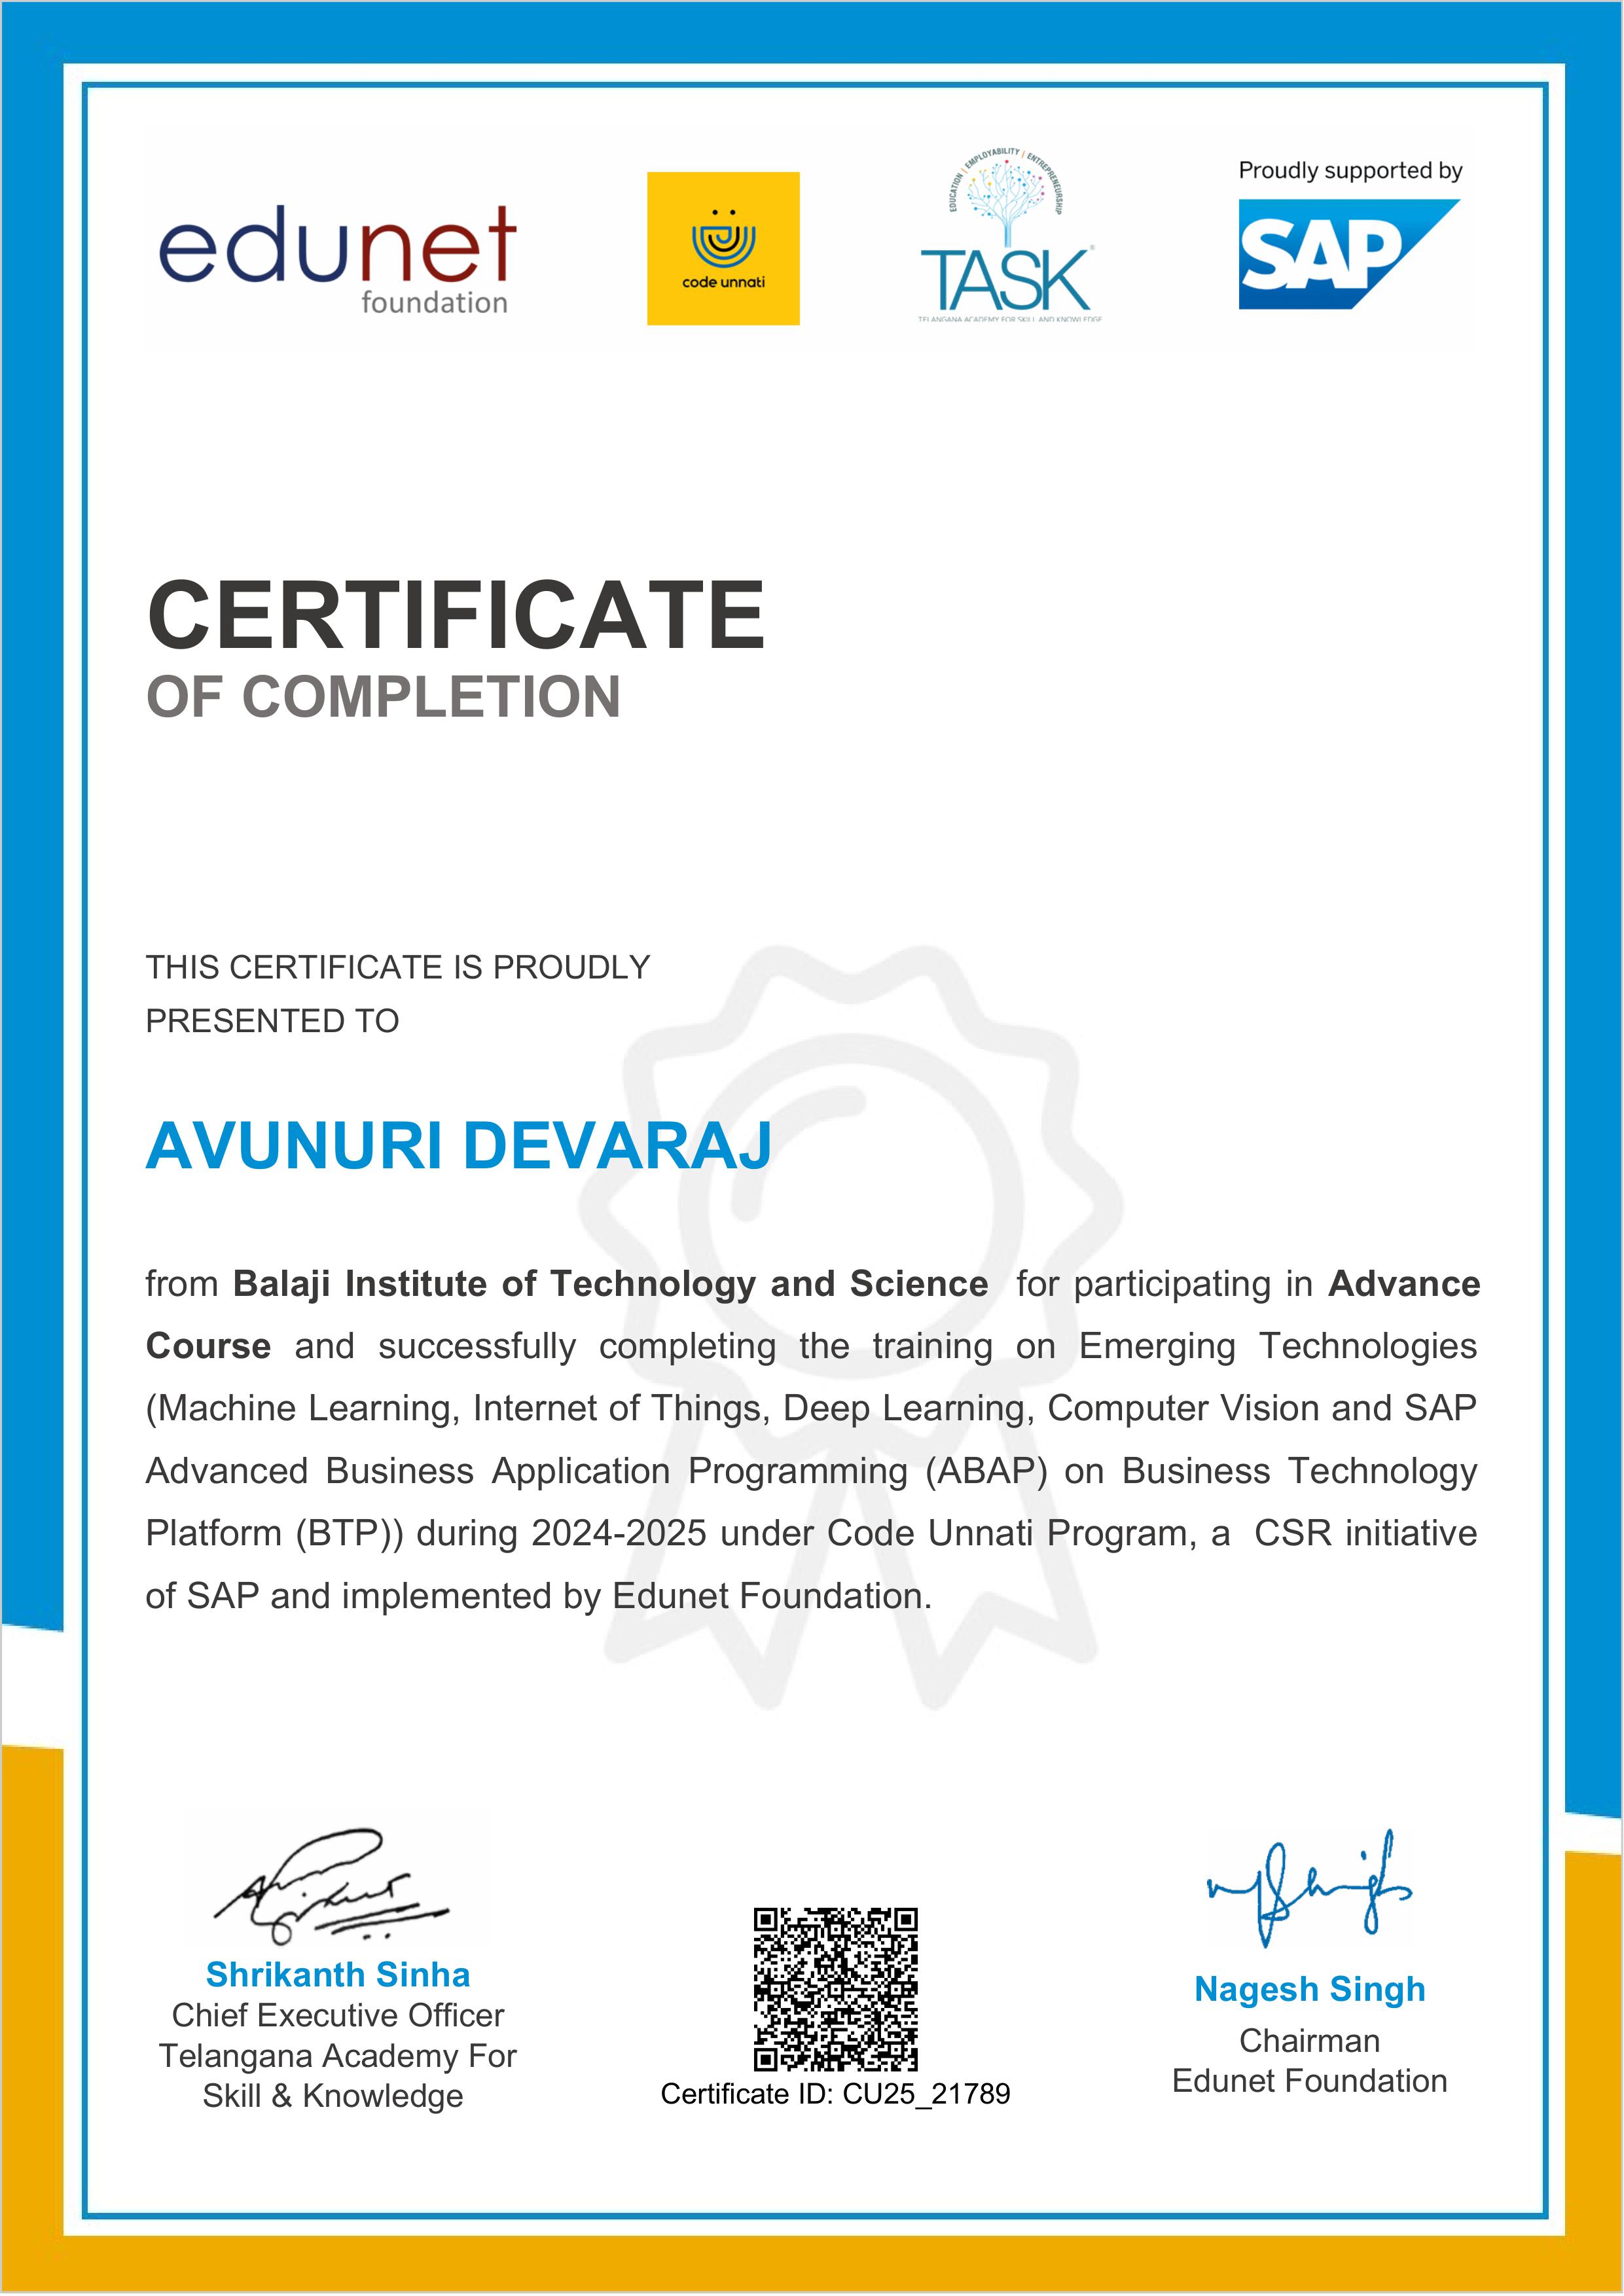 edunet
foundation
code unnati
EDUCATION | EMPLOYABILITY | ENTREPRENEURSHIP
TASK
TELANGANA ACADEMY FOR SKILL AND KNOWLEDGE
Proudly supported by
SAP
CERTIFICATE
OF COMPLETION
THIS CERTIFICATE IS PROUDLY
PRESENTED TO
AVUNURI DEVARAJ
from Balaji Institute of Technology and Science for participating in Advance
Course and successfully completing the training on Emerging Technologies
(Machine Learning, Internet of Things, Deep Learning, Computer Vision and SAP
Advanced Business Application Programming (ABAP) on Business Technology
Platform (BTP)) during 2024-2025 under Code Unnati Program, a CSR initiative
of SAP and implemented by Edunet Foundation.
Shrikanth Sinha
Chief Executive Officer
Telangana Academy For
Skill & Knowledge
Certificate ID: CU25_21789
Nagesh Singh
Chairman
Edunet Foundation